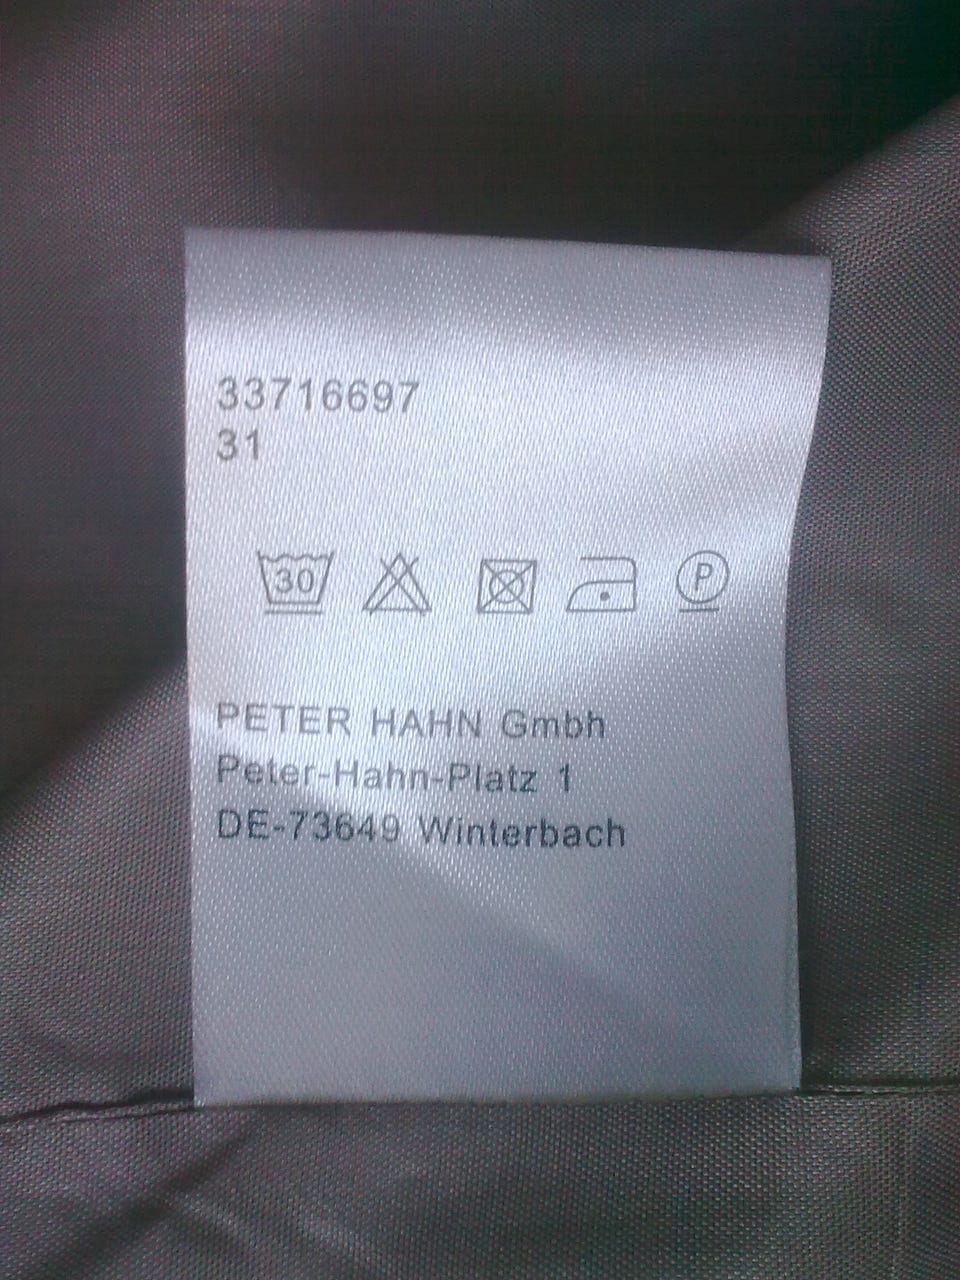 33716697
31
30 P
PETER HAHN Gmbh
Peter-Hahn-Platz 1
DE-73649 Winterbach